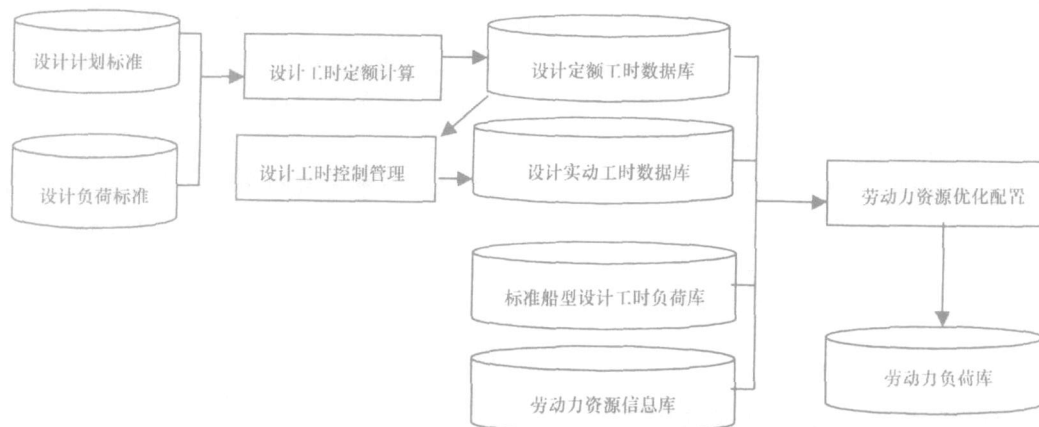 设计计划标准
设计工时定额计算
设计定额工时数据库
设计负荷标准
设计工时控制管理
设计实动工时数据库
劳动力资源优化配置
标准船型设计工时负荷库
劳动力资源信息库
劳动力负荷库